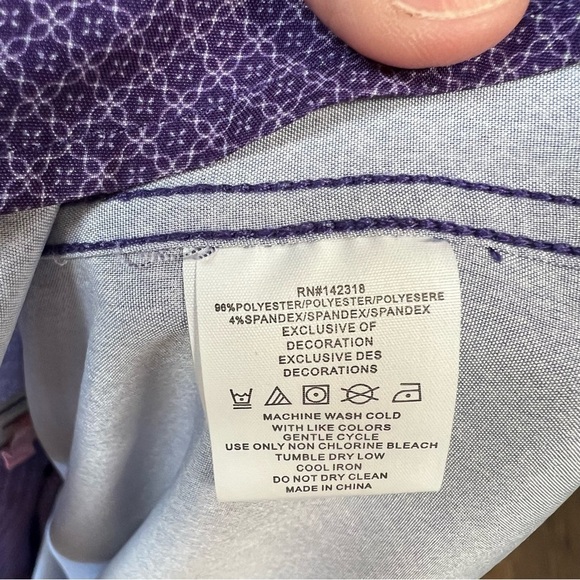 RN#142318
96%POLYESTER/POLYESTER/POLYESERE
4%SPANDEX/SPANDEX/SPANDEX
EXCLUSIVE OF
DECORATION
EXCLUSIVE DES
DECORATIONS
MACHINE WASH COLD
WITH LIKE COLORS
GENTLE CYCLE
USE ONLY NON CHLORINE BLEACH
TUMBLE DRY LOW
COOL IRON
DO NOT DRY CLEAN
MADE IN CHINA